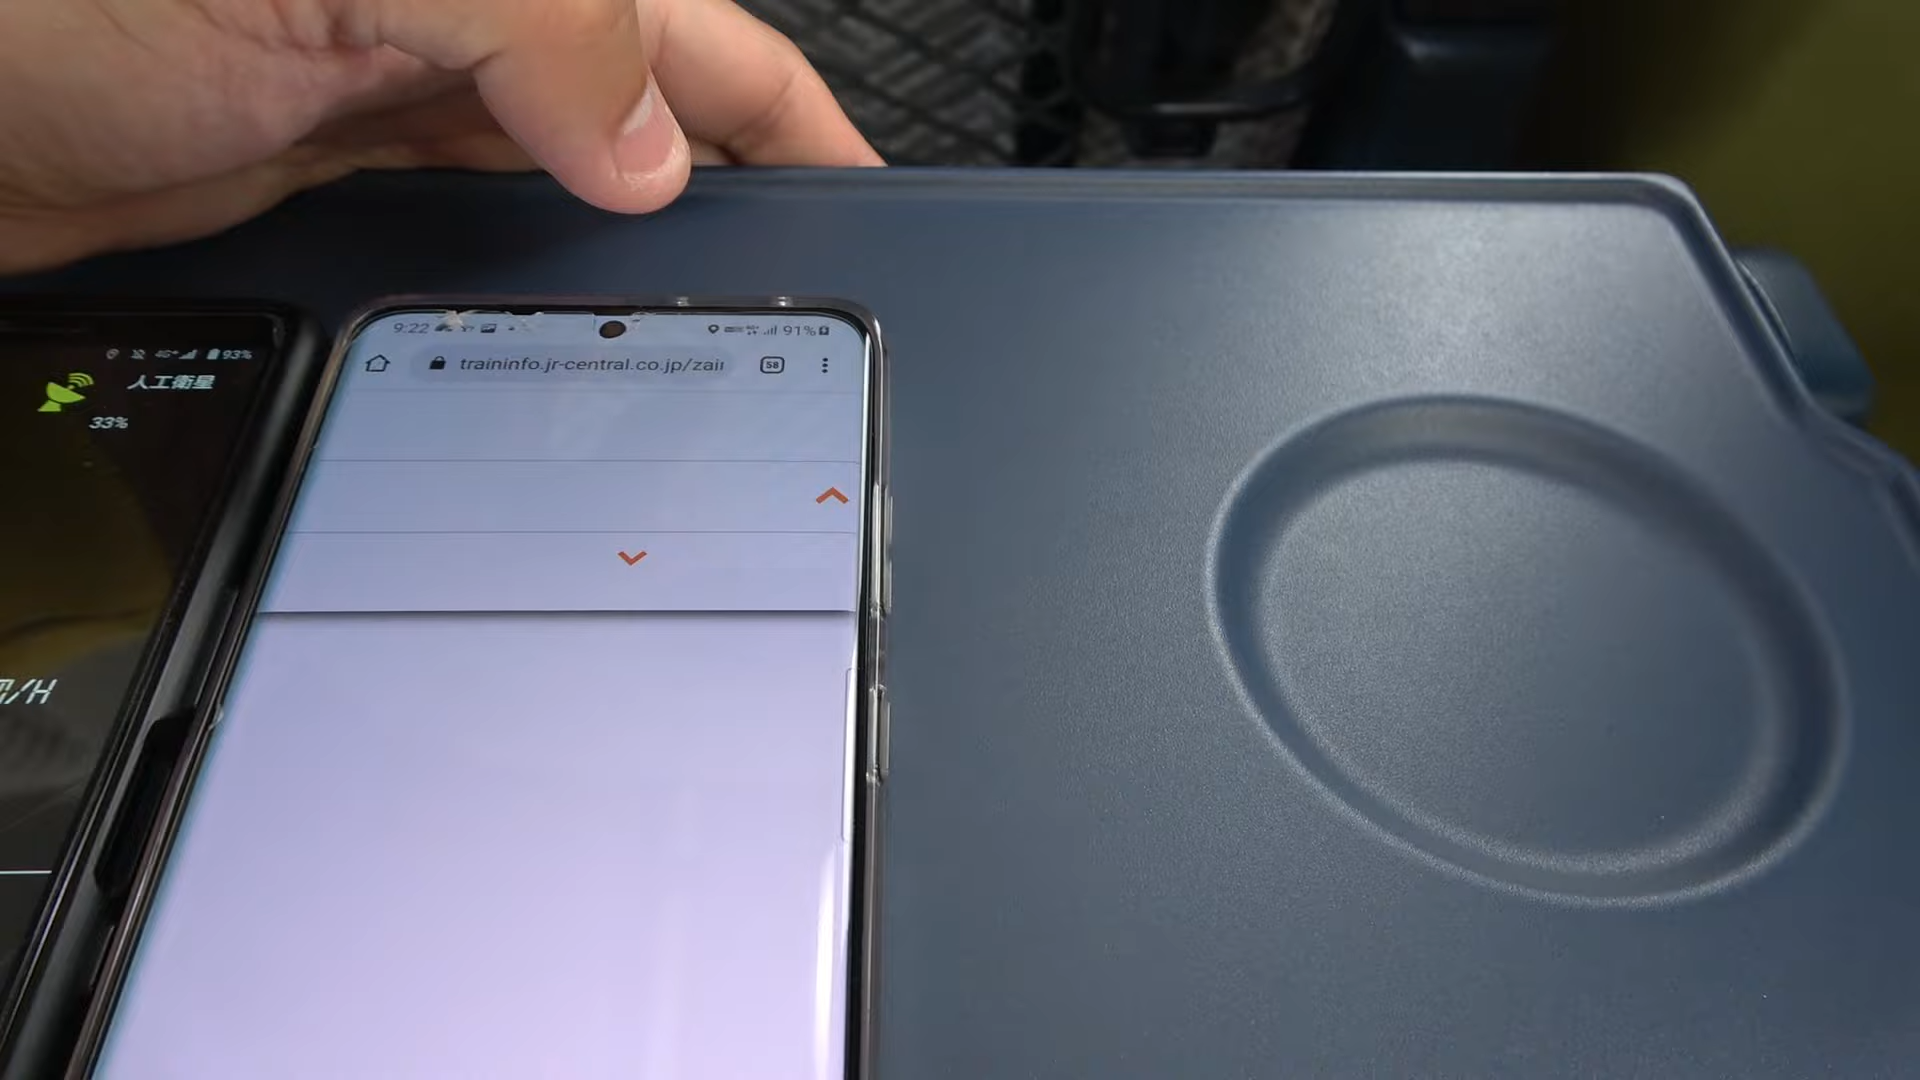 93%
人工衛星
33%
/H
9:22
91%
traininfo.jr-central.co.jp/zai
58